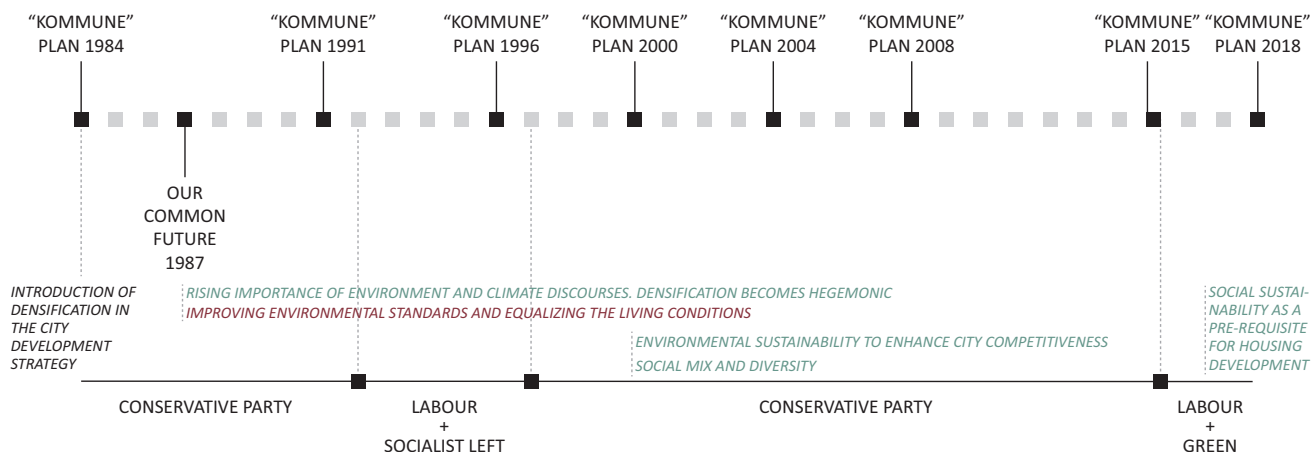 “KOMMUNE”
PLAN 1984
“KOMMUNE”
PLAN 1991
“KOMMUNE”
PLAN 1996
“KOMMUNE”
PLAN 2000
“KOMMUNE”
PLAN 2004
“KOMMUNE”
PLAN 2008
“KOMMUNE”
PLAN 2015
“KOMMUNE”
PLAN 2018
OUR
COMMON
FUTURE
1987
INTRODUCTION OF
DENSIFICATION IN
THE CITY
DEVELOPMENT
STRATEGY
RISING IMPORTANCE OF ENVIRONMENT AND CLIMATE DISCOURSES. DENSIFICATION BECOMES HEGEMONIC
IMPROVING ENVIRONMENTAL STANDARDS AND EQUALIZING THE LIVING CONDITIONS
ENVIRONMENTAL SUSTAINABILITY TO ENHANCE CITY COMPETITIVENESS
SOCIAL MIX AND DIVERSITY
SOCIAL SUSTAI-
NABILITY AS A
PRE-REQUISITE
FOR HOUSING
DEVELOPMENT
CONSERVATIVE PARTY
LABOUR
+
SOCIALIST LEFT
CONSERVATIVE PARTY
LABOUR
+
GREEN